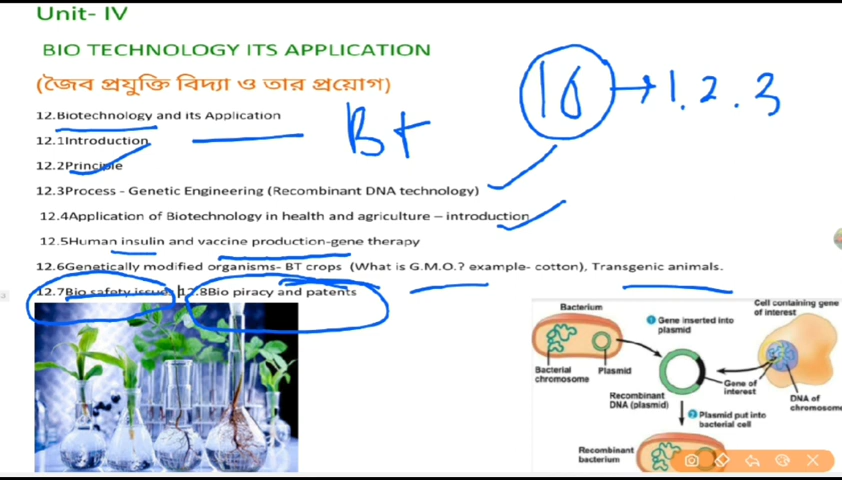 Unit- IV
BIO TECHNOLOGY ITS APPLICATION
(জৈব প্রযুক্তি বিদ্যা ও তার প্রয়োগ)
16 → 1. 2. 3
12.Biotechnology and its Application
Bt
12.1Introduction
12.2Principle
12.3Process - Genetic Engineering (Recombinant DNA technology)
12.4Application of Biotechnology in health and agriculture – introduction
12.5Human insulin and vaccine production-gene therapy
12.6Genetically modified organisms- BT crops (What is G.M.O.? example- cotton), Transgenic animals.
12.7Bio safety issues 12.8Bio piracy and patents
Bacterium
Cell containing gene
of interest
1 Gene inserted into
plasmid
Bacterial
chromosome
Plasmid
Gene of
interest
Recombinant
DNA (plasmid)
DNA of
chromosome
2 Plasmid put into
bacterial cell
Recombinant
bacterium